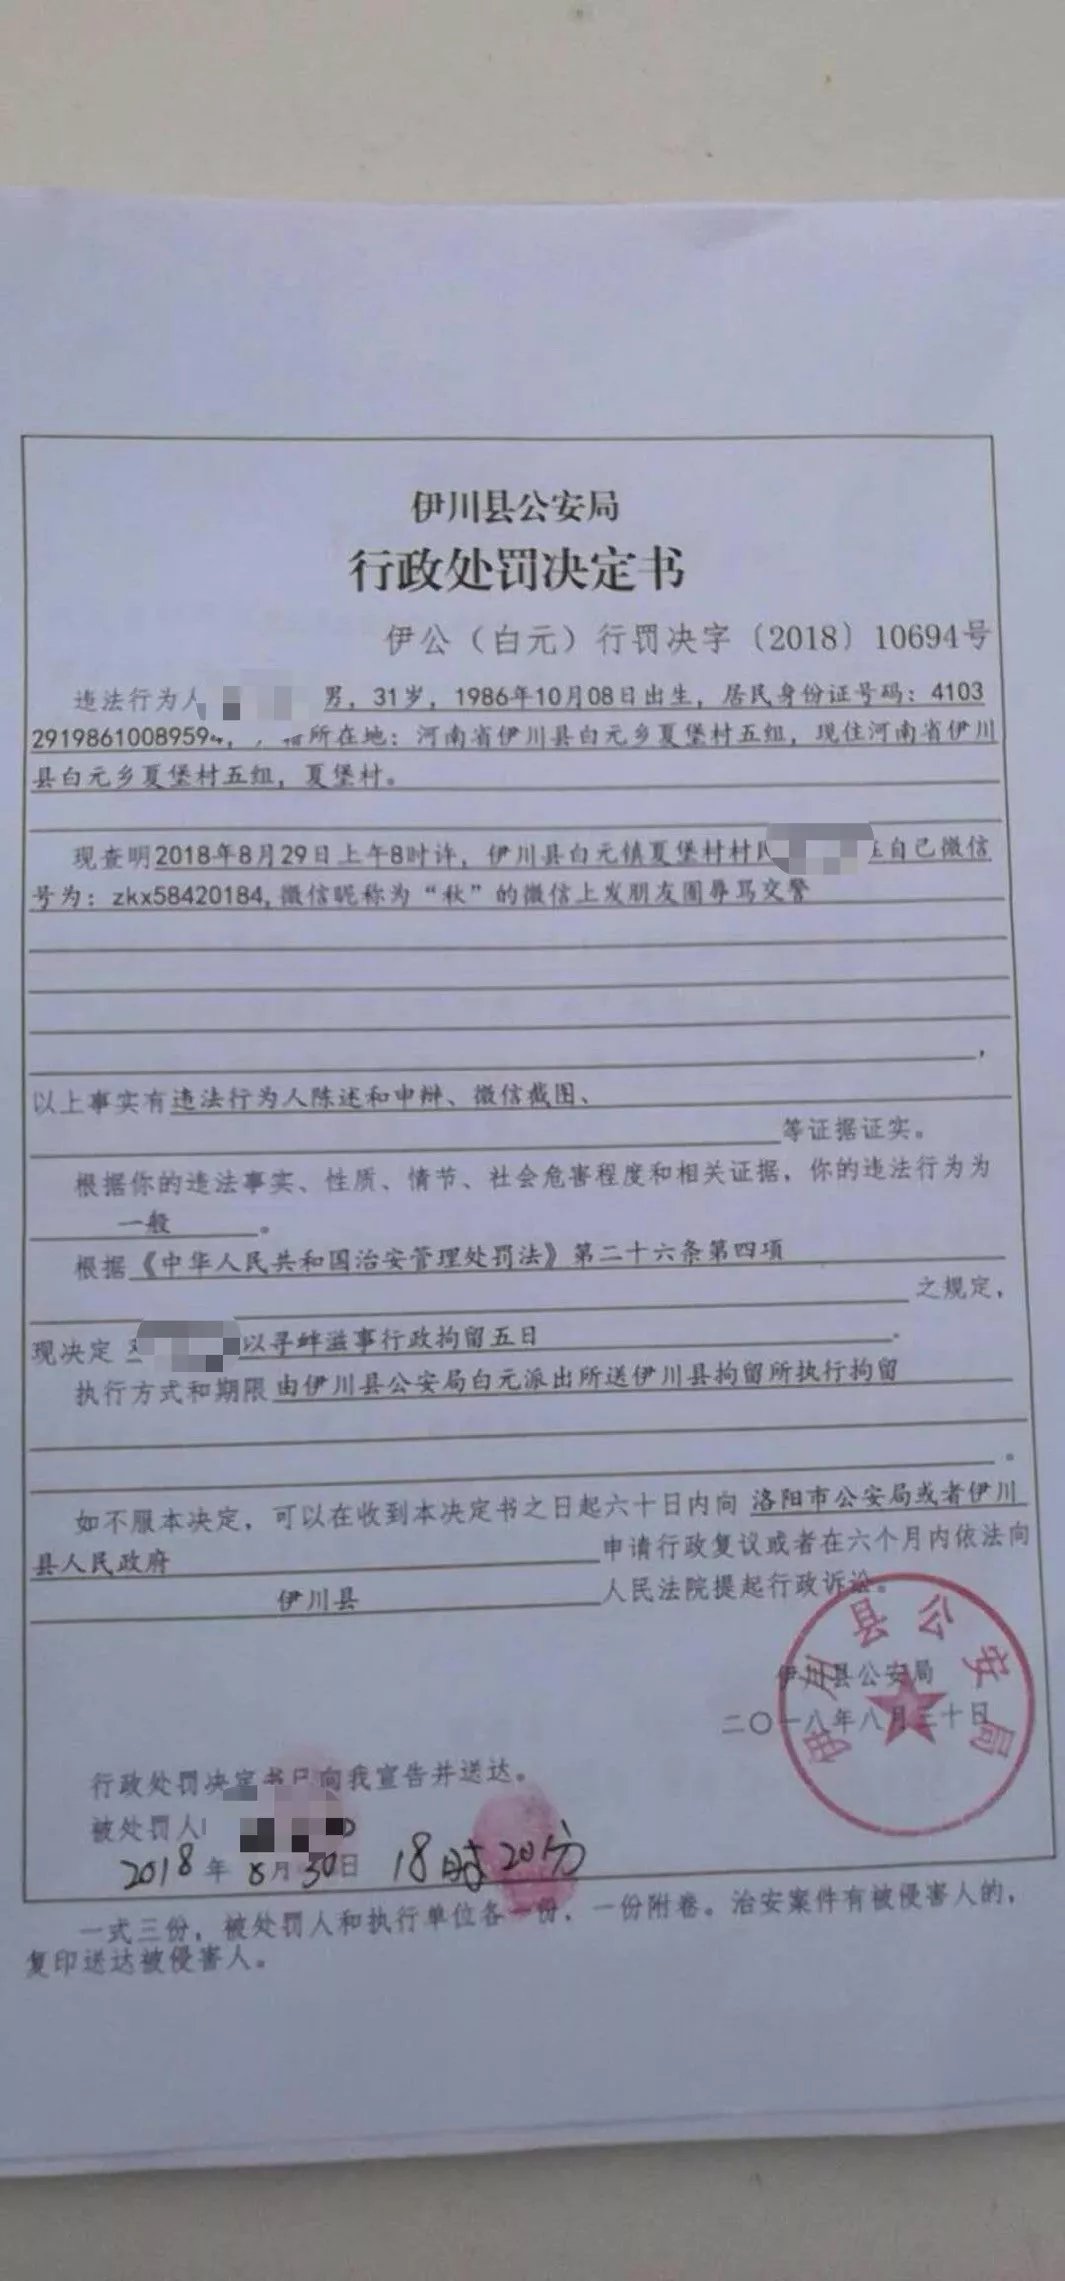 伊川县公安局
行政处罚决定书
伊公（白元）行罚决字〔2018〕10694号
违法行为人 男，31岁，1986年10月08日出生，居民身份证号码：4103
29198610089594, 所在地：河南省伊川县白元乡夏堡村五组，现住河南省伊川
县白元乡夏堡村五组，夏堡村。
现查明2018年8月29日上午8时许，伊川县白元镇夏堡村村民 在自己微信
号为：zkx58420184,微信昵称为“秋”的微信上发朋友圈辱骂交警
，
以上事实有违法行为人陈述和申辩、微信截图、
等证据证实。
根据你的违法事实、性质、情节、社会危害程度和相关证据，你的违法行为为
一般 。
根据《中华人民共和国治安管理处罚法》第二十六条第四项
之规定，
现决定 以寻衅滋事行政拘留五日 .
执行方式和期限由伊川县公安局白元派出所送伊川县拘留所执行拘留
。
如不服本决定，可以在收到本决定书之日起六十日内向 洛阳市公安局或者伊川
县人民政府 申请行政复议或者在六个月内依法向
伊川县 人民法院提起行政诉讼。
伊川县公安局
伊川县公安局
二〇一八年八月三十日
行政处罚决定书已向我宣告并送达。
被处罚人
2018年8月30日 18时20分
一式三份，被处罚人和执行单位各一份，一份附卷。治安案件有被侵害人的，
复印送达被侵害人。